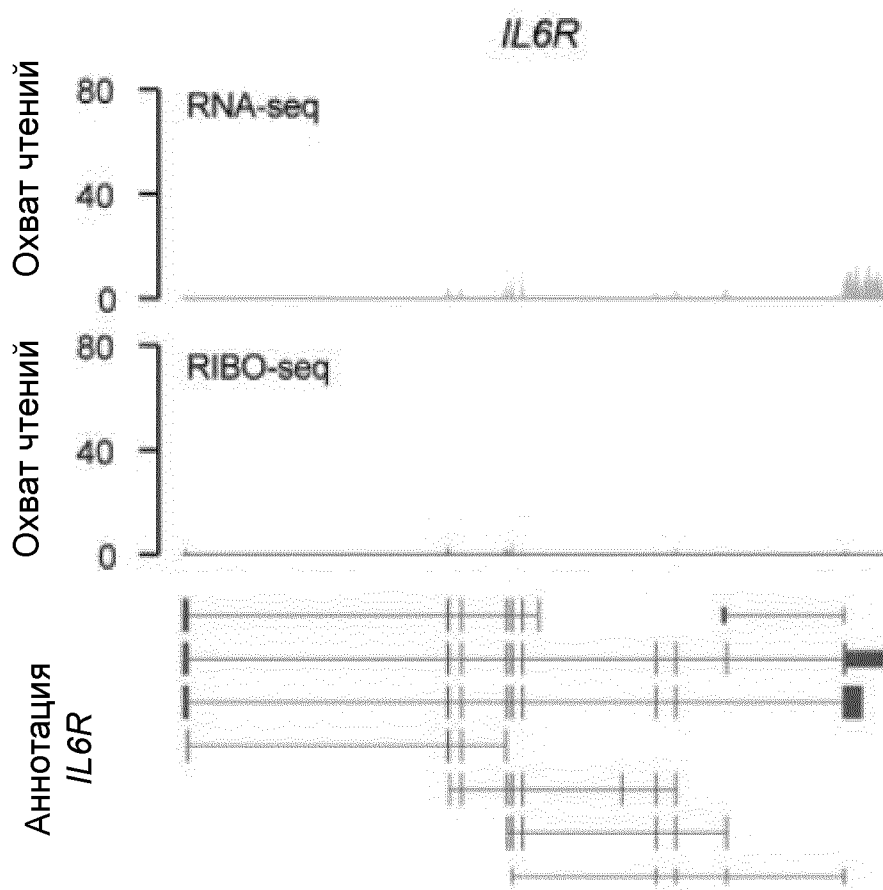 IL6R
80
RNA-seq
40
0
Охват чтений
80
RIBO-seq
40
0
Охват чтений
Аннотация
IL6R